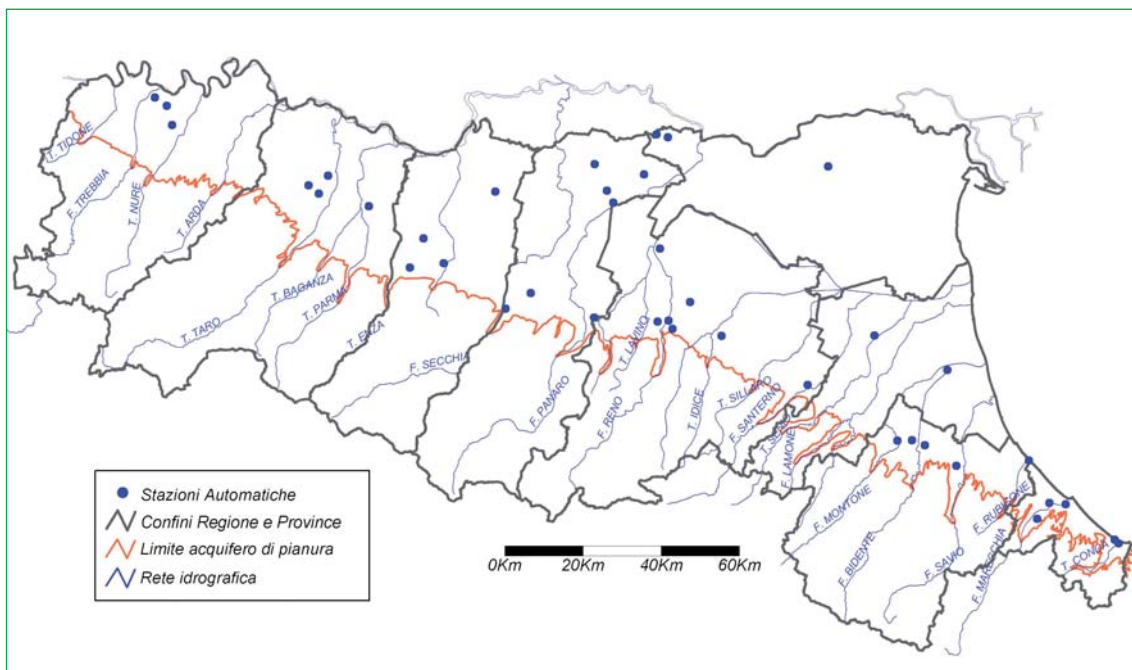 T. TIDONE
F. TREBBIA
T. NURE
T. ARDA
T. TARO
T. BAGANZA
T. PARMA
T. ENZA
F. SECCHIA
F. PANARO
F. RENO
T. LAVINO
T. IDICE
T. SILLARO
F. SANTERNO
F. LAMONE
F. MONTONE
F. BIDENTE
F. SAVIO
F. RUBICONE
F. MARECCHIA
T. CONCA
Stazioni Automatiche
Confini Regione e Province
Limite acquifero di pianura
Rete idrografica
0Km 20Km 40Km 60Km